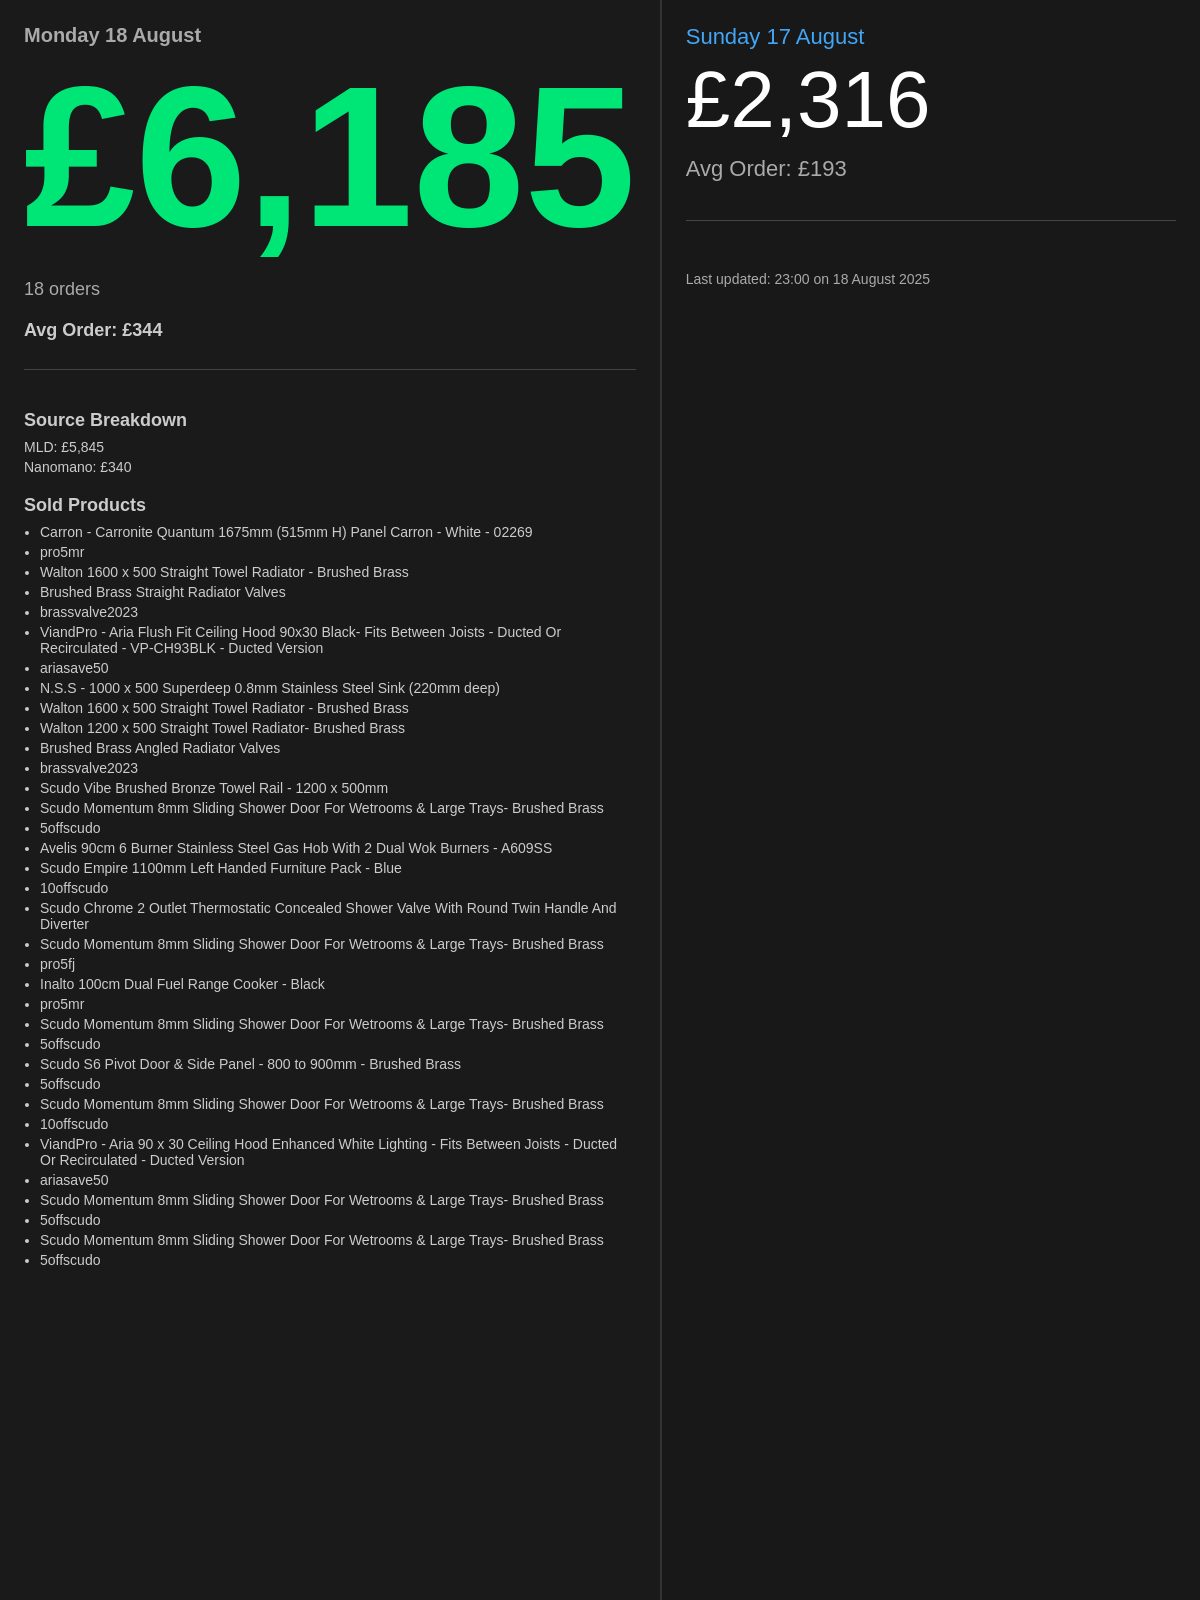 Monday 18 August
£6,185
18 orders
Avg Order: £344
Source Breakdown
MLD: £5,845
Nanomano: £340
Sold Products
• Carron - Carronite Quantum 1675mm (515mm H) Panel Carron - White - 02269
• pro5mr
• Walton 1600 x 500 Straight Towel Radiator - Brushed Brass
• Brushed Brass Straight Radiator Valves
• brassvalve2023
• ViandPro - Aria Flush Fit Ceiling Hood 90x30 Black- Fits Between Joists - Ducted Or
Recirculated - VP-CH93BLK - Ducted Version
• ariasave50
• N.S.S - 1000 x 500 Superdeep 0.8mm Stainless Steel Sink (220mm deep)
• Walton 1600 x 500 Straight Towel Radiator - Brushed Brass
• Walton 1200 x 500 Straight Towel Radiator- Brushed Brass
• Brushed Brass Angled Radiator Valves
• brassvalve2023
• Scudo Vibe Brushed Bronze Towel Rail - 1200 x 500mm
• Scudo Momentum 8mm Sliding Shower Door For Wetrooms & Large Trays- Brushed Brass
• 5offscudo
• Avelis 90cm 6 Burner Stainless Steel Gas Hob With 2 Dual Wok Burners - A609SS
• Scudo Empire 1100mm Left Handed Furniture Pack - Blue
• 10offscudo
• Scudo Chrome 2 Outlet Thermostatic Concealed Shower Valve With Round Twin Handle And
Diverter
• Scudo Momentum 8mm Sliding Shower Door For Wetrooms & Large Trays- Brushed Brass
• pro5fj
• Inalto 100cm Dual Fuel Range Cooker - Black
• pro5mr
• Scudo Momentum 8mm Sliding Shower Door For Wetrooms & Large Trays- Brushed Brass
• 5offscudo
• Scudo S6 Pivot Door & Side Panel - 800 to 900mm - Brushed Brass
• 5offscudo
• Scudo Momentum 8mm Sliding Shower Door For Wetrooms & Large Trays- Brushed Brass
• 10offscudo
• ViandPro - Aria 90 x 30 Ceiling Hood Enhanced White Lighting - Fits Between Joists - Ducted
Or Recirculated - Ducted Version
• ariasave50
• Scudo Momentum 8mm Sliding Shower Door For Wetrooms & Large Trays- Brushed Brass
• 5offscudo
• Scudo Momentum 8mm Sliding Shower Door For Wetrooms & Large Trays- Brushed Brass
• 5offscudo
Sunday 17 August
£2,316
Avg Order: £193
Last updated: 23:00 on 18 August 2025